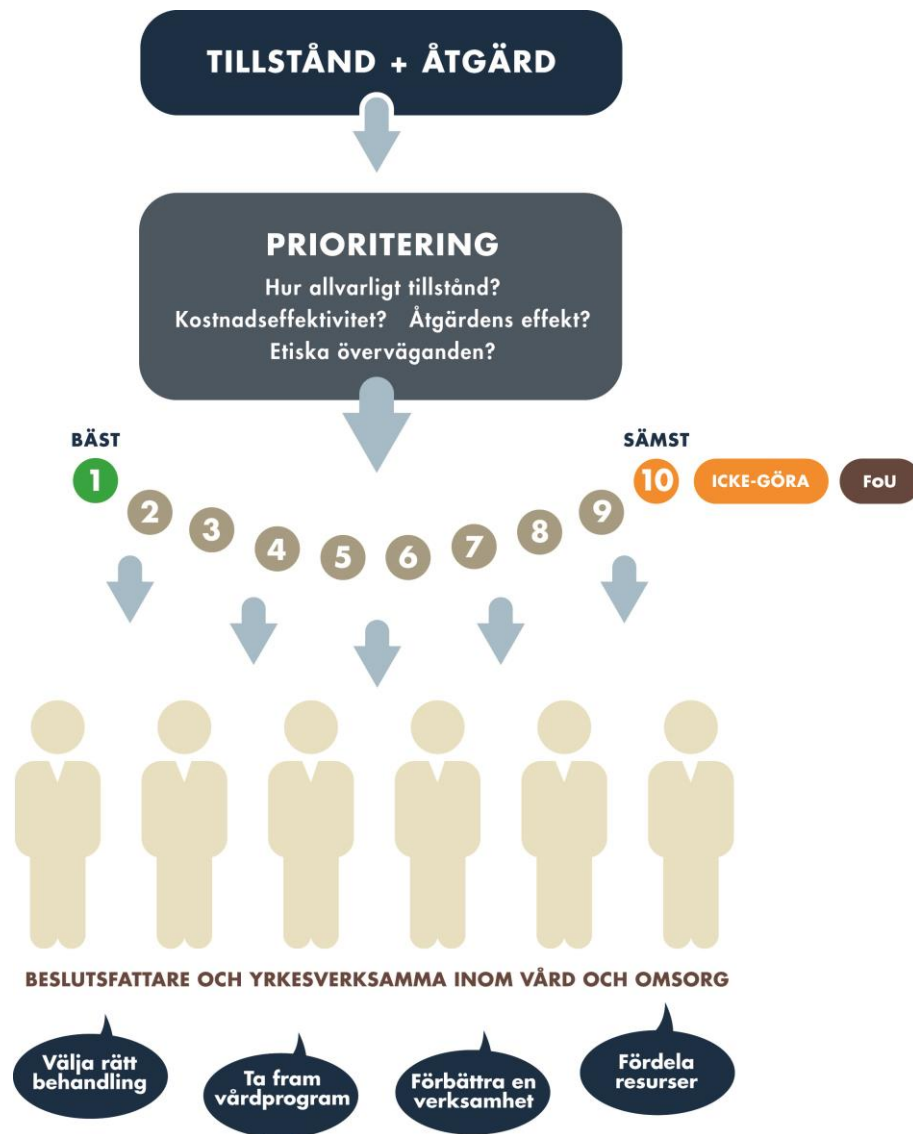 TILLSTÅND + ÅTGÄRD
PRIORITERING
Hur allvarligt tillstånd?
Kostnadseffektivitet? Åtgärdens effekt?
Etiska överväganden?
BÄST
SÄMST
1
2
3
4
5
6
7
8
9
10
ICKE-GÖRA
FoU
BESLUTSFATTARE OCH YRKESVERKSAMMA INOM VÅRD OCH OMSORG
Välja rätt
behandling
Ta fram
vårdprogram
Förbättra en
verksamhet
Fördela
resurser